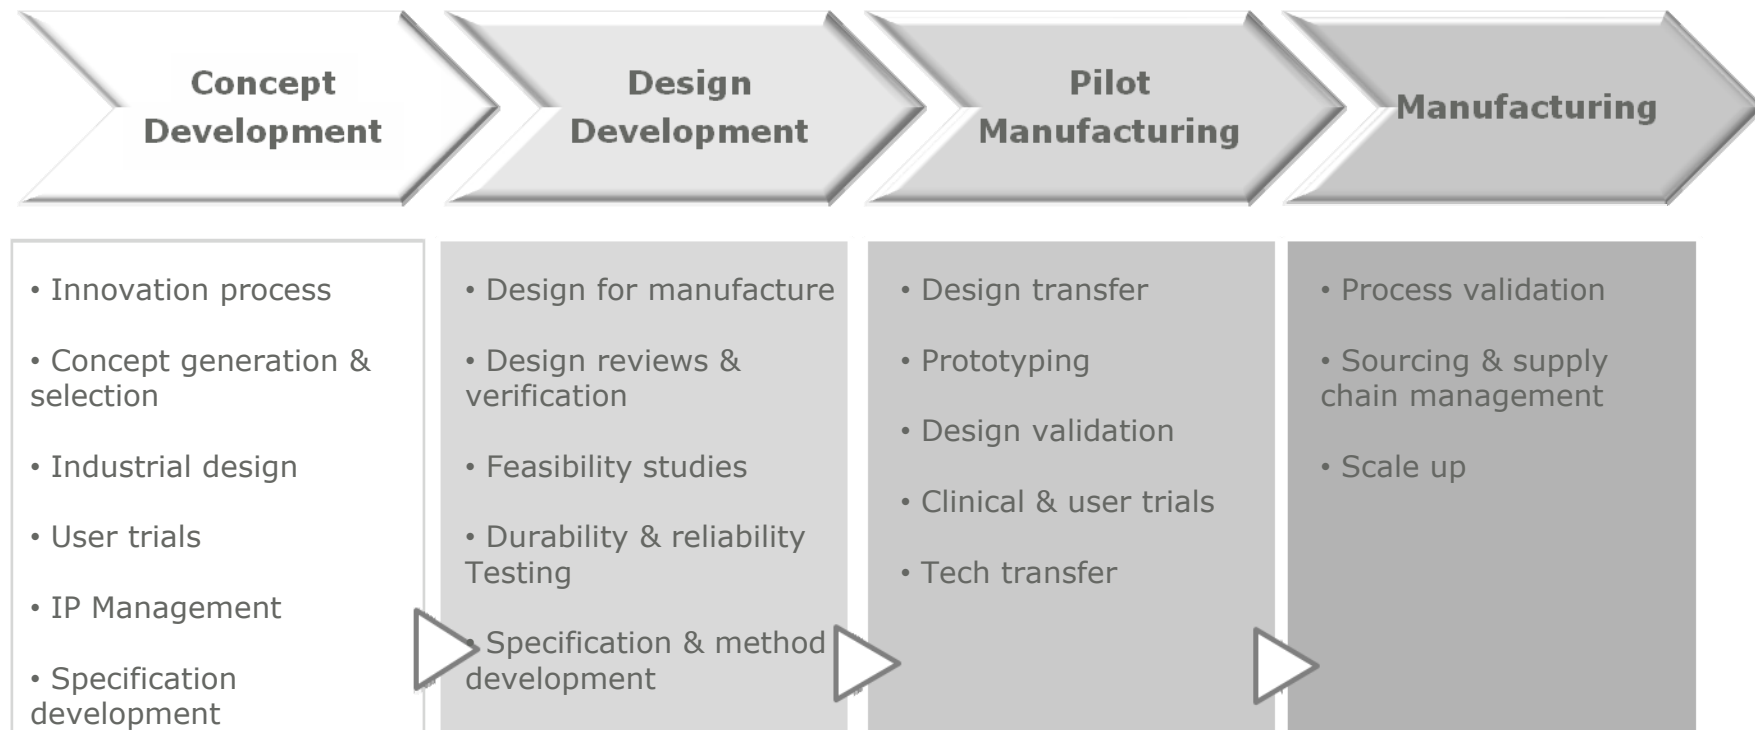 Concept
Development
Design
Development
Pilot
Manufacturing
Manufacturing
• Innovation process
• Concept generation &
selection
• Industrial design
• User trials
• IP Management
• Specification
development
• Design for manufacture
• Design reviews &
verification
• Feasibility studies
• Durability & reliability
Testing
• Specification & method
development
• Design transfer
• Prototyping
• Design validation
• Clinical & user trials
• Tech transfer
• Process validation
• Sourcing & supply
chain management
• Scale up